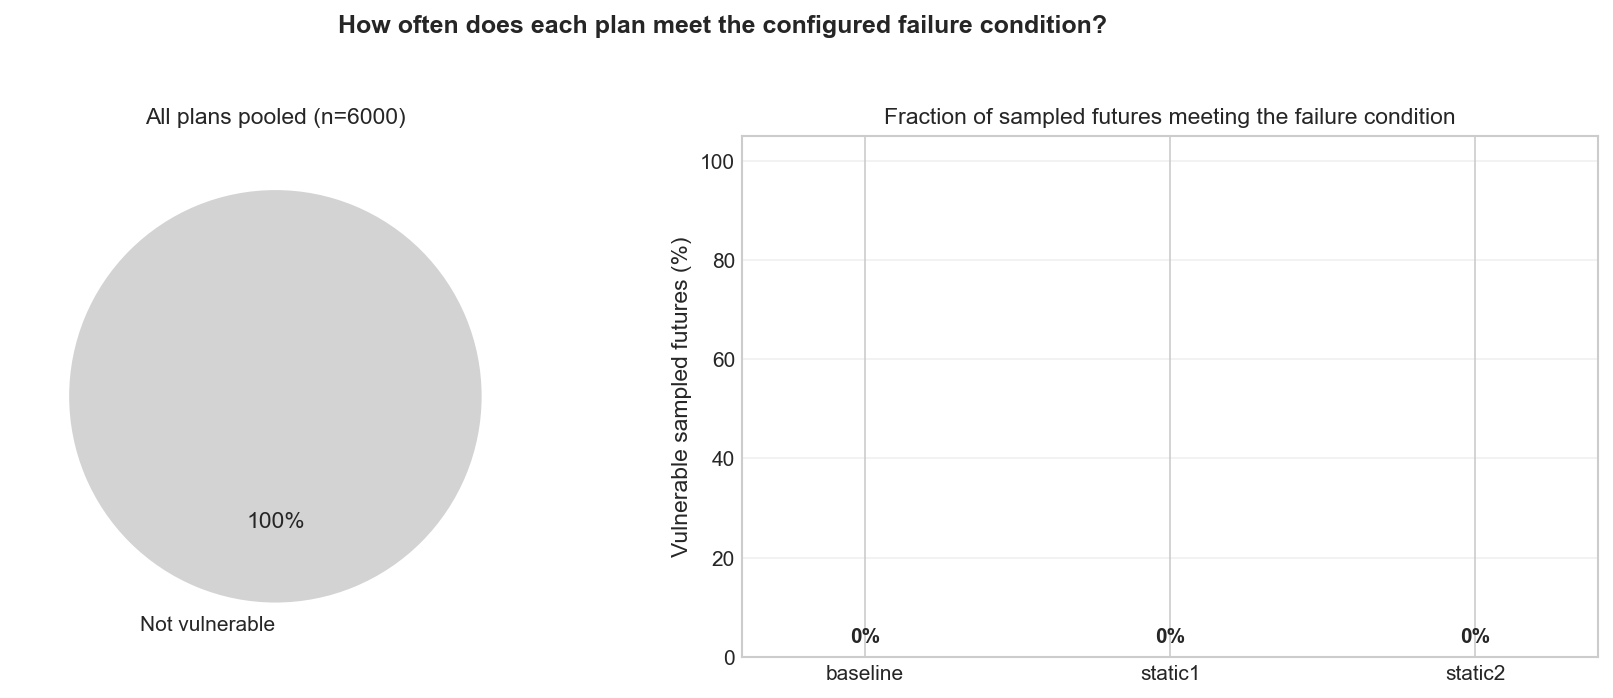 How often does each plan meet the configured failure condition?
All plans pooled (n=6000)
100%
Not vulnerable
Fraction of sampled futures meeting the failure condition
Vulnerable sampled futures (%)
100
80
60
40
20
0
0% 0% 0%
baseline static1 static2